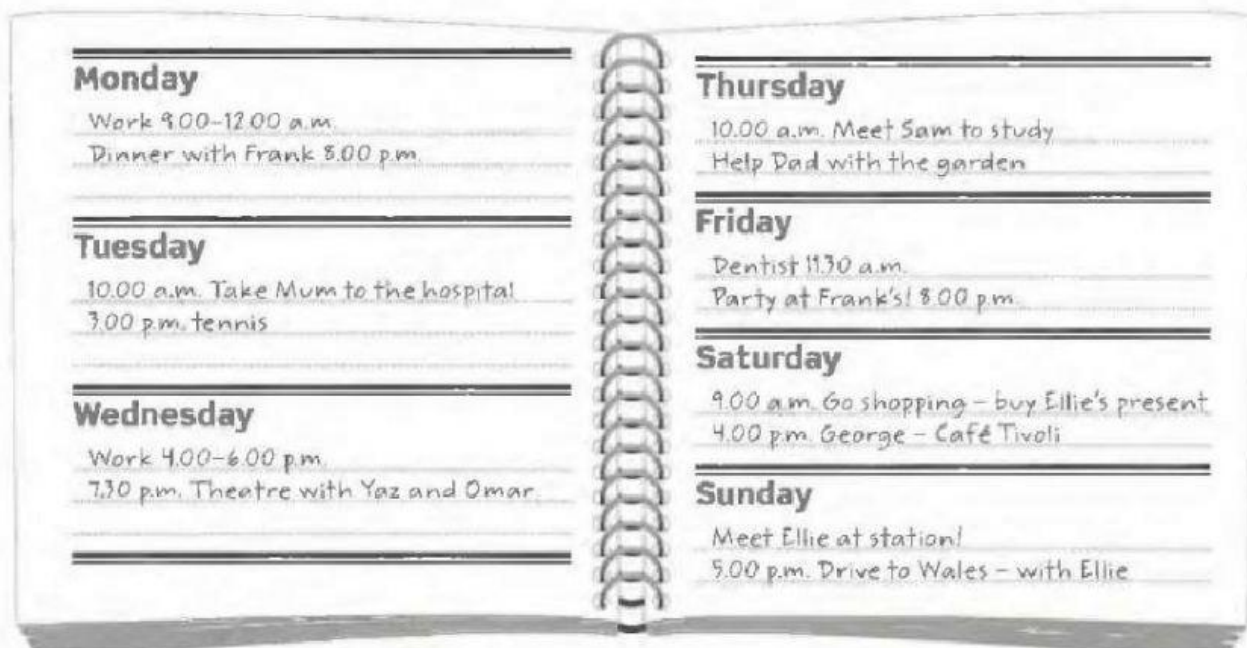 Monday
Work 9.00-12.00 a.m.
Dinner with Frank 8.00 p.m.
Tuesday
10.00 a.m. Take Mum to the hospital
3.00 p.m. tennis
Wednesday
Work 4.00-6.00 p.m.
7.30 p.m. Theatre with Yaz and Omar.
Thursday
10.00 a.m. Meet Sam to study
Help Dad with the garden
Friday
Dentist 11.30 a.m.
Party at Frank's! 8.00 p.m.
Saturday
9.00 a.m. Go shopping – buy Ellie's present
4.00 p.m. George – Café Tivoli
Sunday
Meet Ellie at station!
5.00 p.m. Drive to Wales – with Ellie